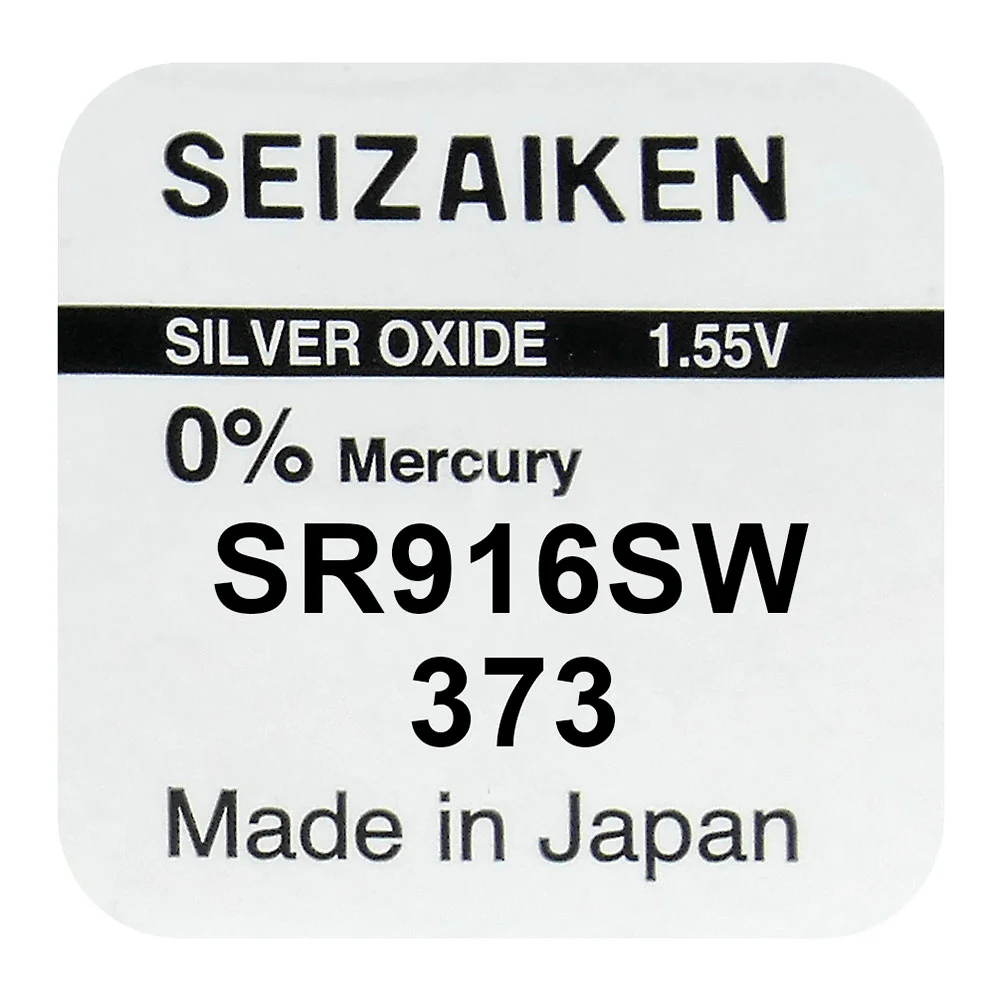 SEIZAIKEN
SILVER OXIDE 1.55V
0% Mercury
SR916SW
373
Made in Japan